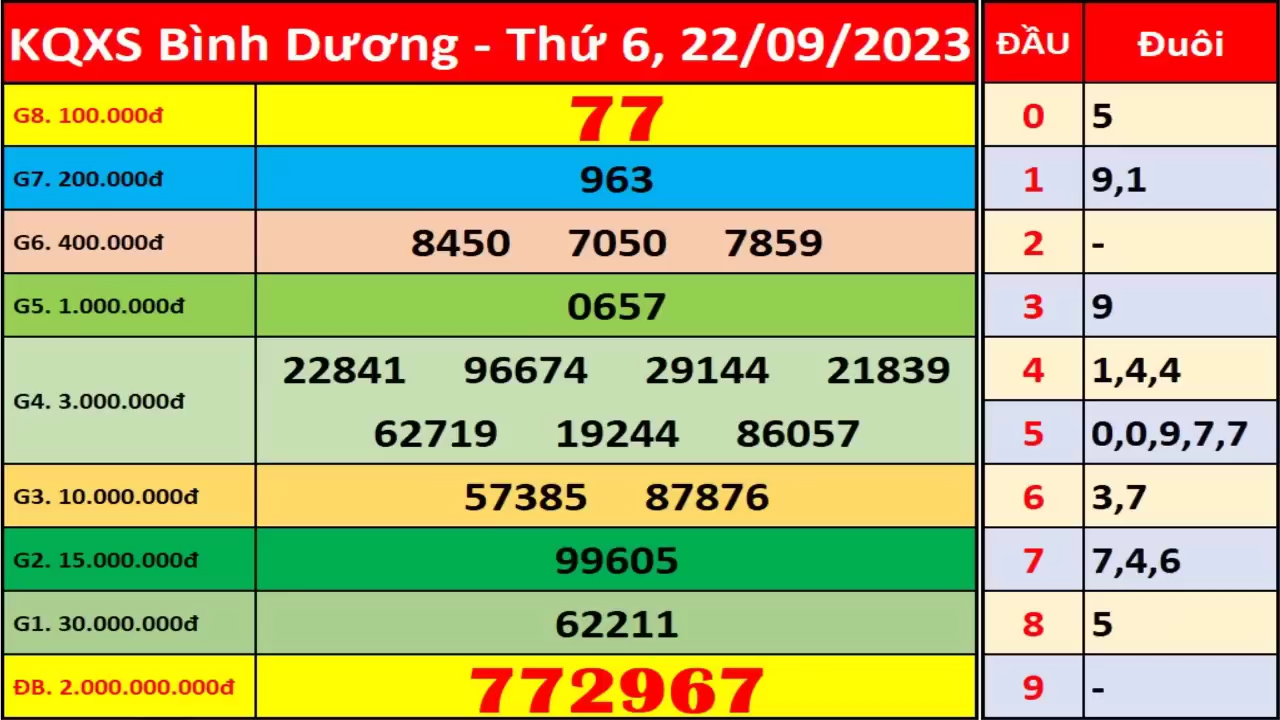 KQXS Bình Dương - Thứ 6, 22/09/2023
G8. 100.000đ 77
G7. 200.000đ 963
G6. 400.000đ 8450 7050 7859
G5. 1.000.000đ 0657
G4. 3.000.000đ 22841 96674 29144 21839
62719 19244 86057
G3. 10.000.000đ 57385 87876
G2. 15.000.000đ 99605
G1. 30.000.000đ 62211
ĐB. 2.000.000.000đ 772967
ĐẦU Đuôi
0 5
1 9,1
2 -
3 9
4 1,4,4
5 0,0,9,7,7
6 3,7
7 7,4,6
8 5
9 -